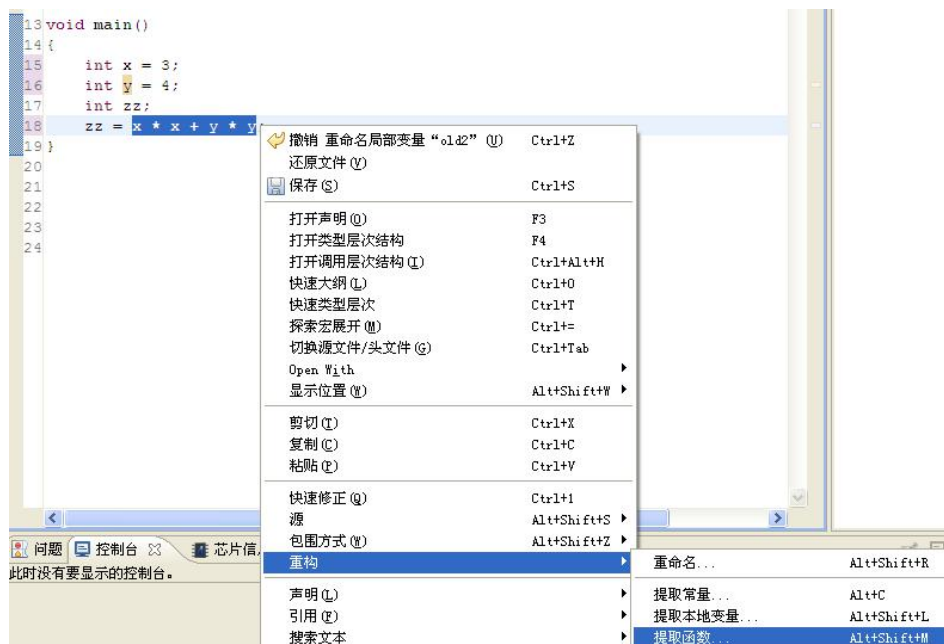 13 void main()
14 {
15     int x = 3;
16     int y = 4;
17     int zz;
18     zz = x * x + y * y;
19 }
20
21
22
23
24
撤销 重命名局部变量“old2” (U) Ctrl+Z
还原文件(V)
保存(S) Ctrl+S
打开声明(O) F3
打开类型层次结构 F4
打开调用层次结构(I) Ctrl+Alt+H
快速大纲(L) Ctrl+O
快速类型层次 Ctrl+T
探索宏展开(M) Ctrl+=
切换源文件/头文件(G) Ctrl+Tab
Open With
显示位置(W) Alt+Shift+W
剪切(T) Ctrl+X
复制(C) Ctrl+C
粘贴(P) Ctrl+V
快速修正(Q) Ctrl+1
源 Alt+Shift+S
包围方式(W) Alt+Shift+Z
重构
声明(L)
引用(F)
搜索文本
重命名... Alt+Shift+R
提取常量... Alt+C
提取本地变量... Alt+Shift+L
提取函数... Alt+Shift+M
问题 控制台 芯片信
此时没有要显示的控制台。